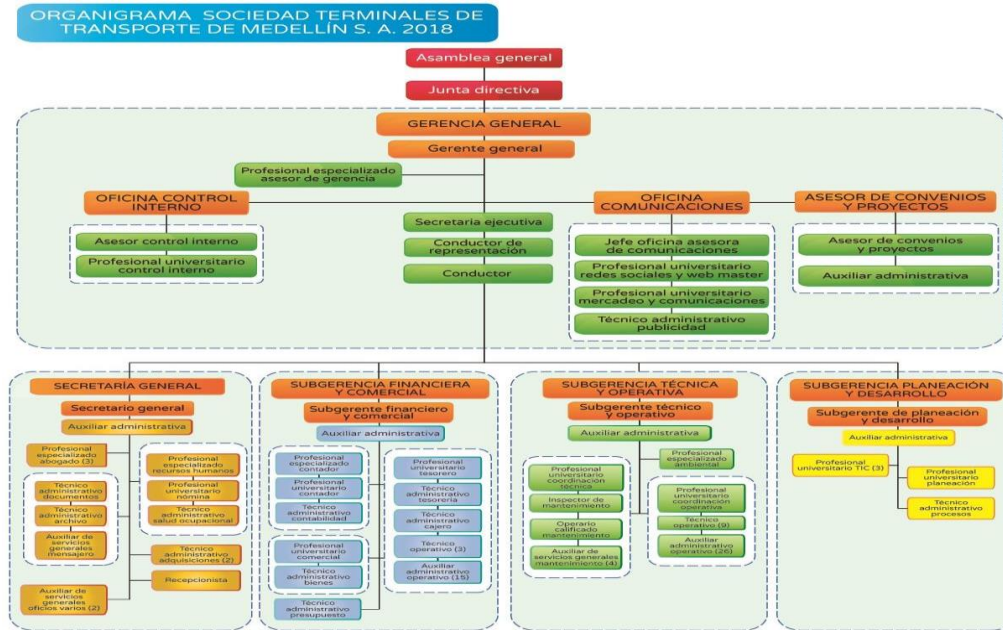 ORGANIGRAMA SOCIEDAD TERMINALES DE
TRANSPORTE DE MEDELLÍN S. A. 2018
Asamblea general
Junta directiva
GERENCIA GENERAL
Gerente general
Profesional especializado
asesor de gerencia
OFICINA CONTROL
INTERNO
Asesor control interno
Profesional universitario
control interno
Secretaria ejecutiva
Conductor de
representación
Conductor
OFICINA
COMUNICACIONES
Jefe oficina asesora
de comunicaciones
Profesional universitario
redes sociales y web master
Profesional universitario
mercadeo y comunicaciones
Técnico administrativo
publicidad
ASESOR DE CONVENIOS
Y PROYECTOS
Asesor de convenios
y proyectos
Auxiliar administrativa
SECRETARÍA GENERAL
Secretario general
Auxiliar administrativa
Profesional
especializado
abogado (3)
Técnico
administrativo
documentos
Técnico
administrativo
archivo
Auxiliar de
servicios
generales
mensajero
Auxiliar de
servicios
generales
oficios varios (2)
Profesional
especializado
recursos humanos
Profesional
universitario
nómina
Técnico
administrativo
salud ocupacional
Técnico
administrativo
adquisiciones (2)
Recepcionista
SUBGERENCIA FINANCIERA
Y COMERCIAL
Subgerente financiero
y comercial
Auxiliar administrativa
Profesional
especializado
contador
Profesional
universitario
contador
Técnico
administrativo
contabilidad
Profesional
universitario
comercial
Técnico
administrativo
bienes
Técnico
administrativo
presupuesto
Profesional
universitario
tesorero
Técnico
administrativo
tesorería
Técnico
administrativo
cajero
Técnico
operativo (3)
Auxiliar
administrativo
operativo (15)
SUBGERENCIA TÉCNICA
Y OPERATIVA
Subgerente técnico
y operativo
Auxiliar administrativa
Profesional
universitario
coordinación
técnica
Inspector de
mantenimiento
Operario
calificado
mantenimiento
Auxiliar de
servicios generales
mantenimiento (4)
Profesional
especializado
ambiental
Profesional
universitario
coordinación
operativa
Técnico
operativo (9)
Auxiliar
administrativo
operativo (26)
SUBGERENCIA PLANEACIÓN
Y DESARROLLO
Subgerente de planeación
y desarrollo
Auxiliar administrativa
Profesional
universitario TIC (3)
Profesional
universitario
planeación
Técnico
administrativo
procesos